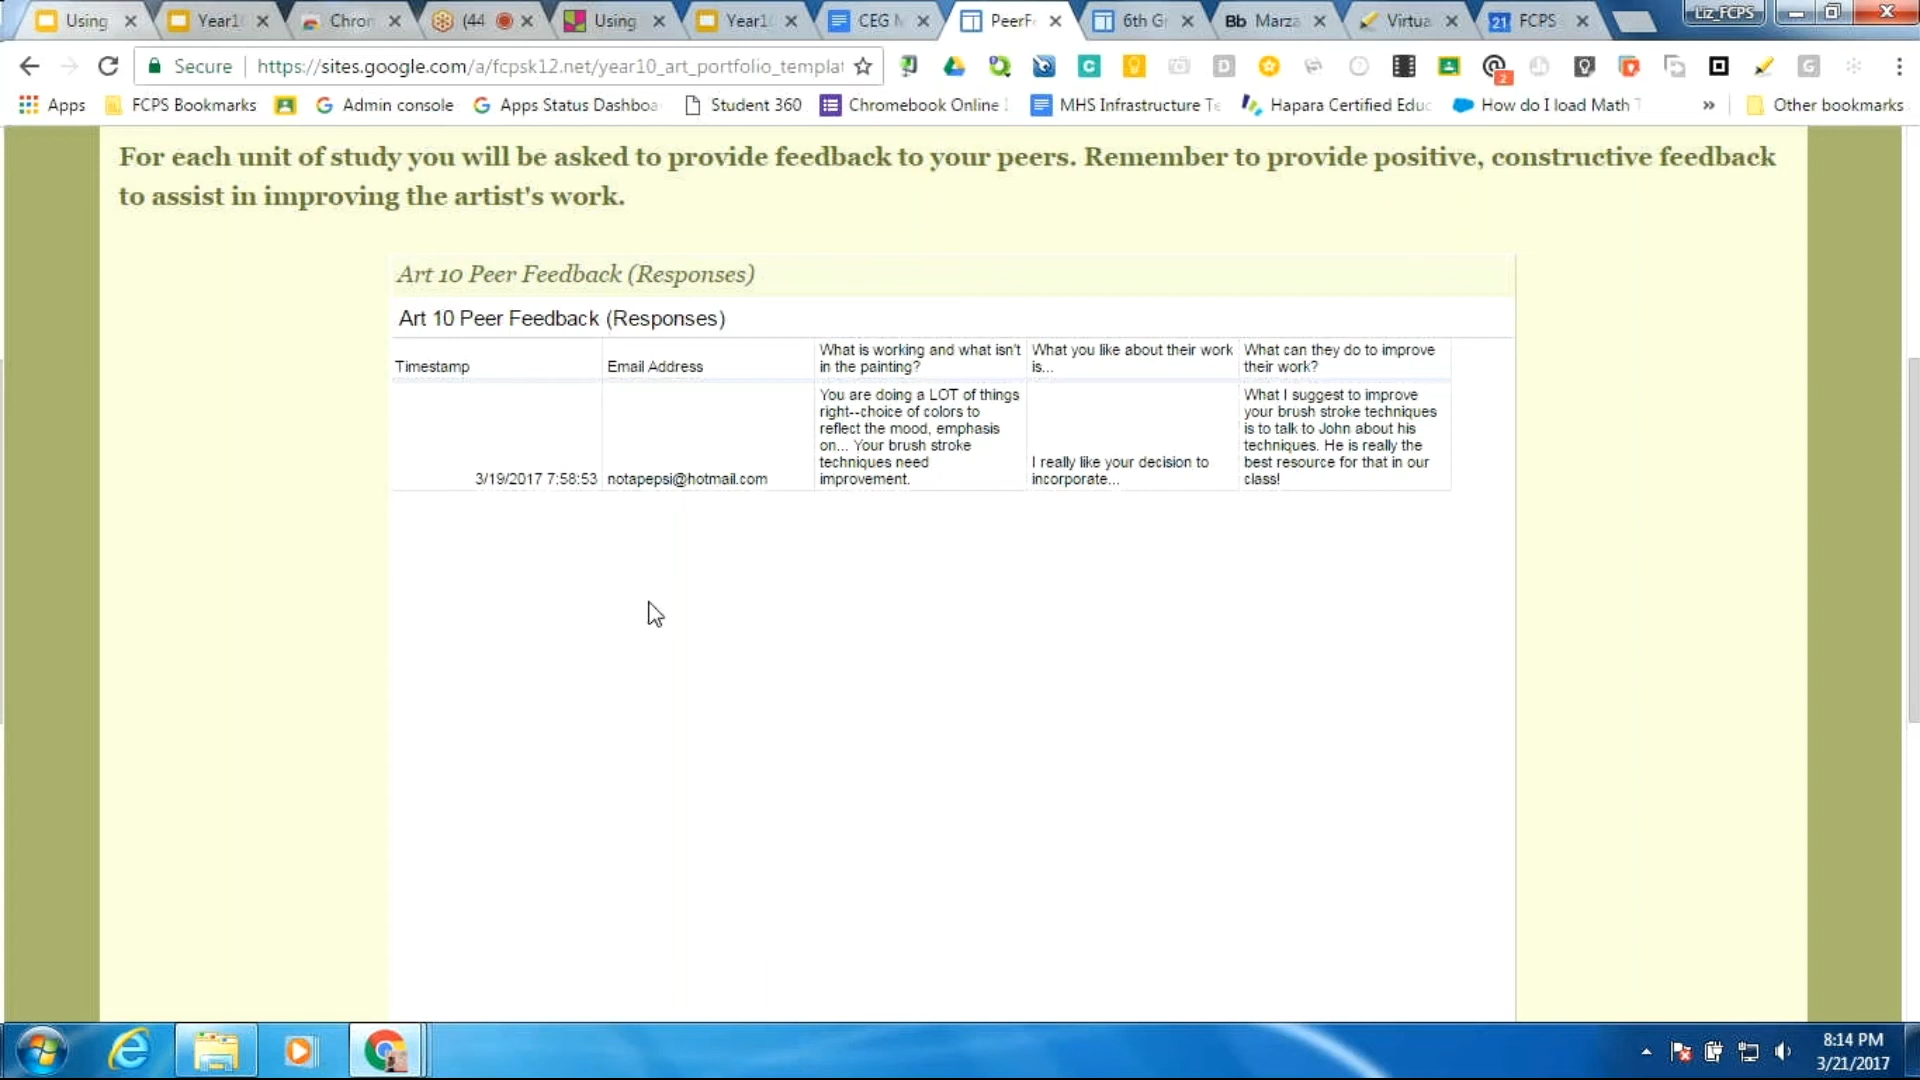 Using
Year1
Chron
(44
Using
Year1
CEG M
PeerFe
6th Gr
Bb Marza
Virtua
21 FCPS
Liz_FCPS
Secure | https://sites.google.com/a/fcpsk12.net/year10_art_portfolio_templat
2
Apps
FCPS Bookmarks
Admin console
Apps Status Dashboa
Student 360
Chromebook Online
MHS Infrastructure Te
Hapara Certified Educ
How do I load Math T
»
Other bookmarks
For each unit of study you will be asked to provide feedback to your peers. Remember to provide positive, constructive feedback
to assist in improving the artist's work.
Art 10 Peer Feedback (Responses)
Art 10 Peer Feedback (Responses)
Timestamp
Email Address
What is working and what isn't
in the painting?
What you like about their work
is...
What can they do to improve
their work?
3/19/2017 7:58:53
notapepsi@hotmail.com
You are doing a LOT of things
right--choice of colors to
reflect the mood, emphasis
on... Your brush stroke
techniques need
improvement.
I really like your decision to
incorporate...
What I suggest to improve
your brush stroke techniques
is to talk to John about his
techniques. He is really the
best resource for that in our
class!
8:14 PM
3/21/2017